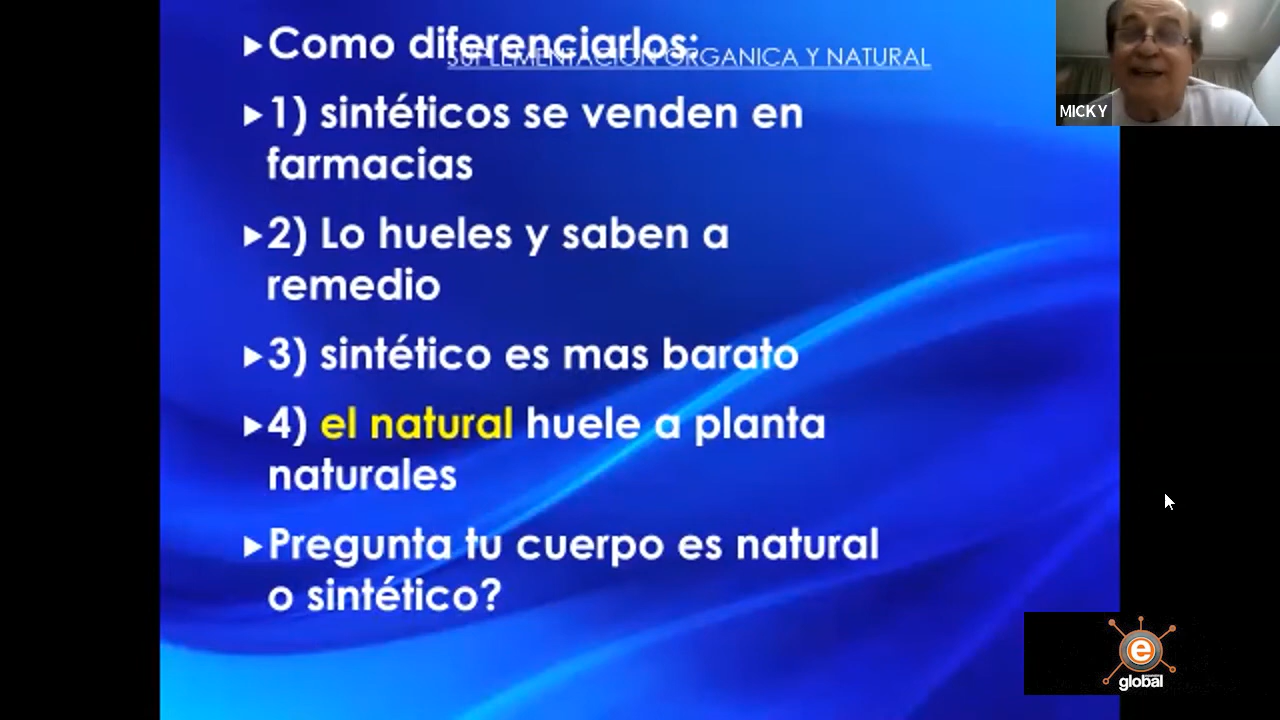 ►Como diferenciarlos:
SUPLEMENTACION ORGANICA Y NATURAL
►1) sintéticos se venden en
farmacias
►2) Lo hueles y saben a
remedio
►3) sintético es mas barato
►4) el natural huele a planta
naturales
►Pregunta tu cuerpo es natural
o sintético?
MICKY
e
global